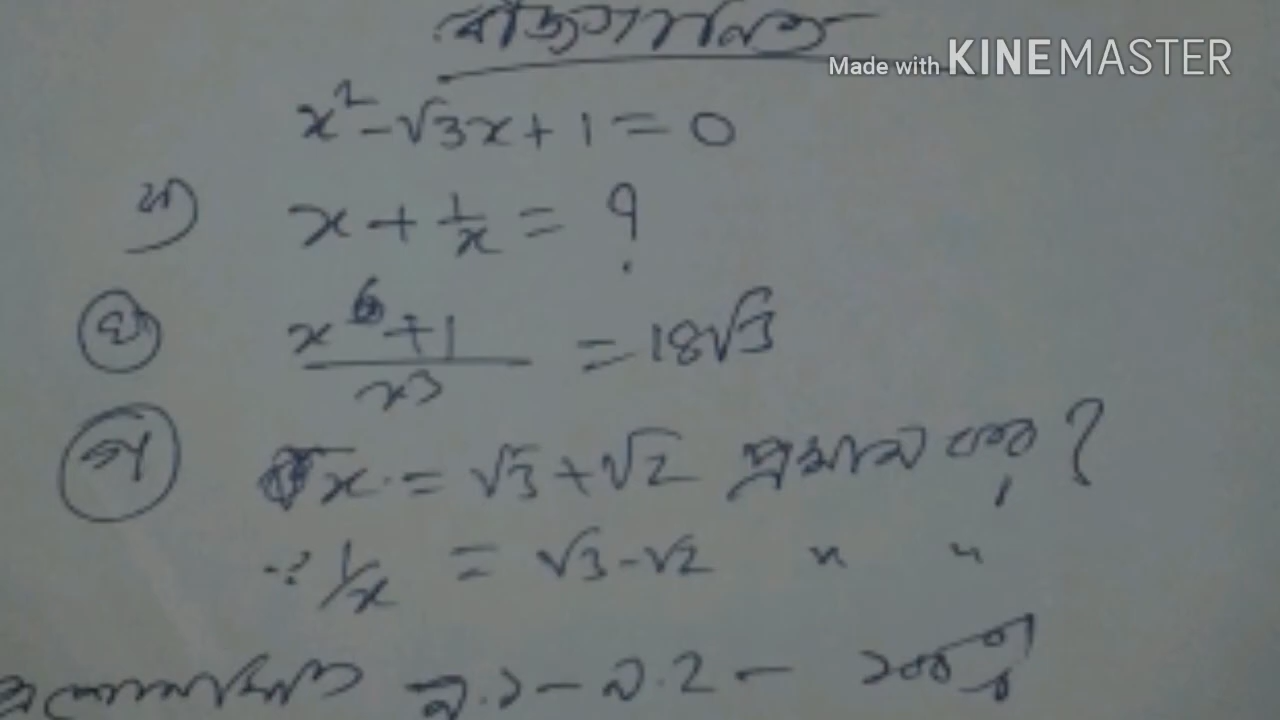 বীজগণিত
Made with KINEMASTER
x² - √3x + 1 = 0
ক) x + 1/x = ?
খ) (x⁶ + 1)/x³ = 18√3
গ) x = √3 + √2 প্রমাণ কর?
∴ 1/x = √3 - √2 " "